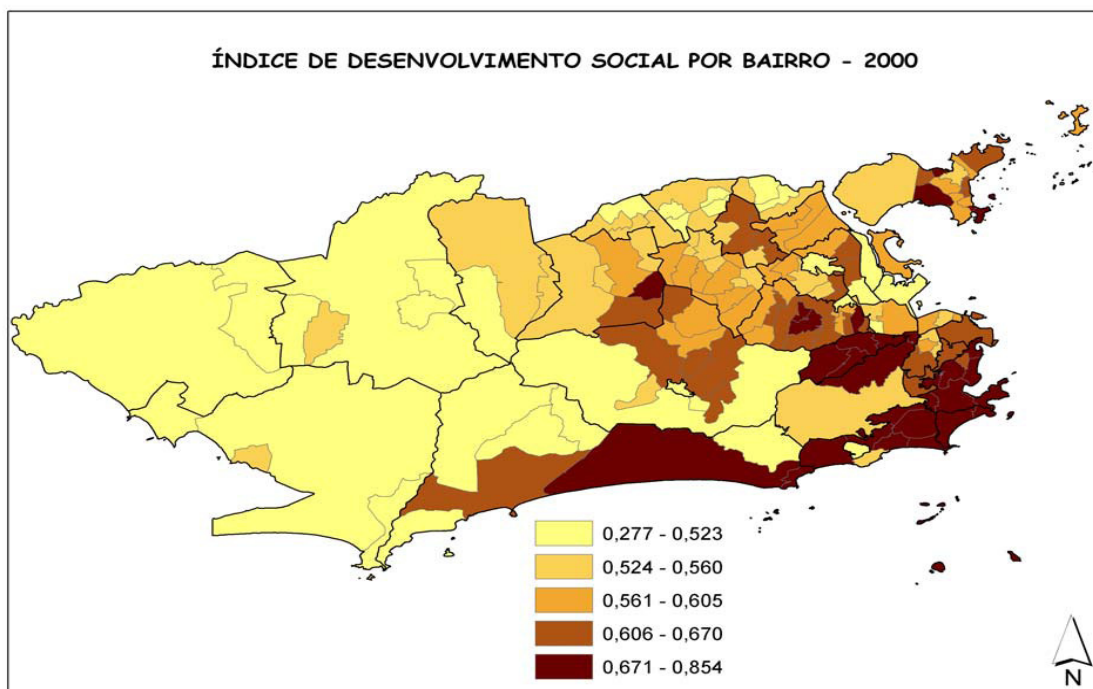 ÍNDICE DE DESENVOLVIMENTO SOCIAL POR BAIRRO - 2000
0,277 - 0,523
0,524 - 0,560
0,561 - 0,605
0,606 - 0,670
0,671 - 0,854
N